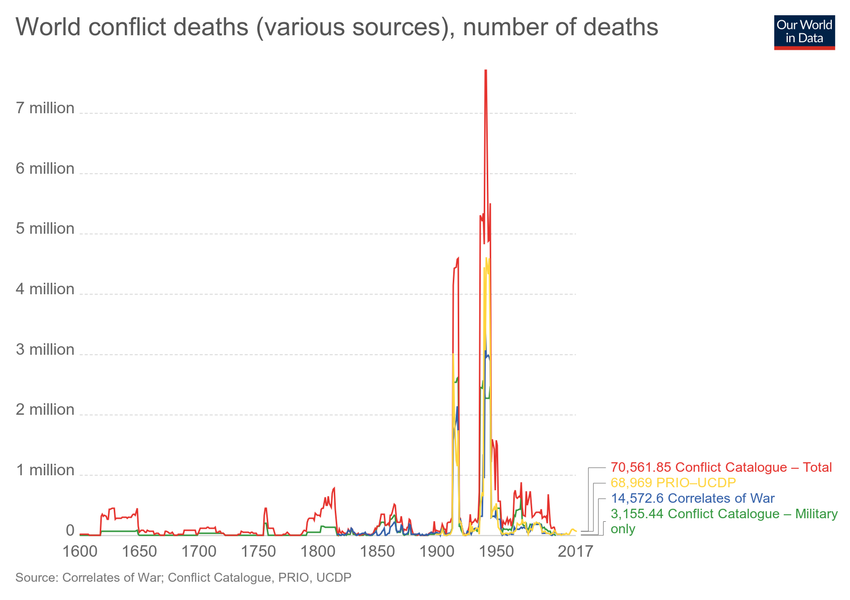 World conflict deaths (various sources), number of deaths
Our World
in Data
7 million
6 million
5 million
4 million
3 million
2 million
1 million
0
1600 1650 1700 1750 1800 1850 1900 1950 2017
70,561.85 Conflict Catalogue – Total
68,969 PRIO–UCDP
14,572.6 Correlates of War
3,155.44 Conflict Catalogue – Military
only
Source: Correlates of War; Conflict Catalogue, PRIO, UCDP